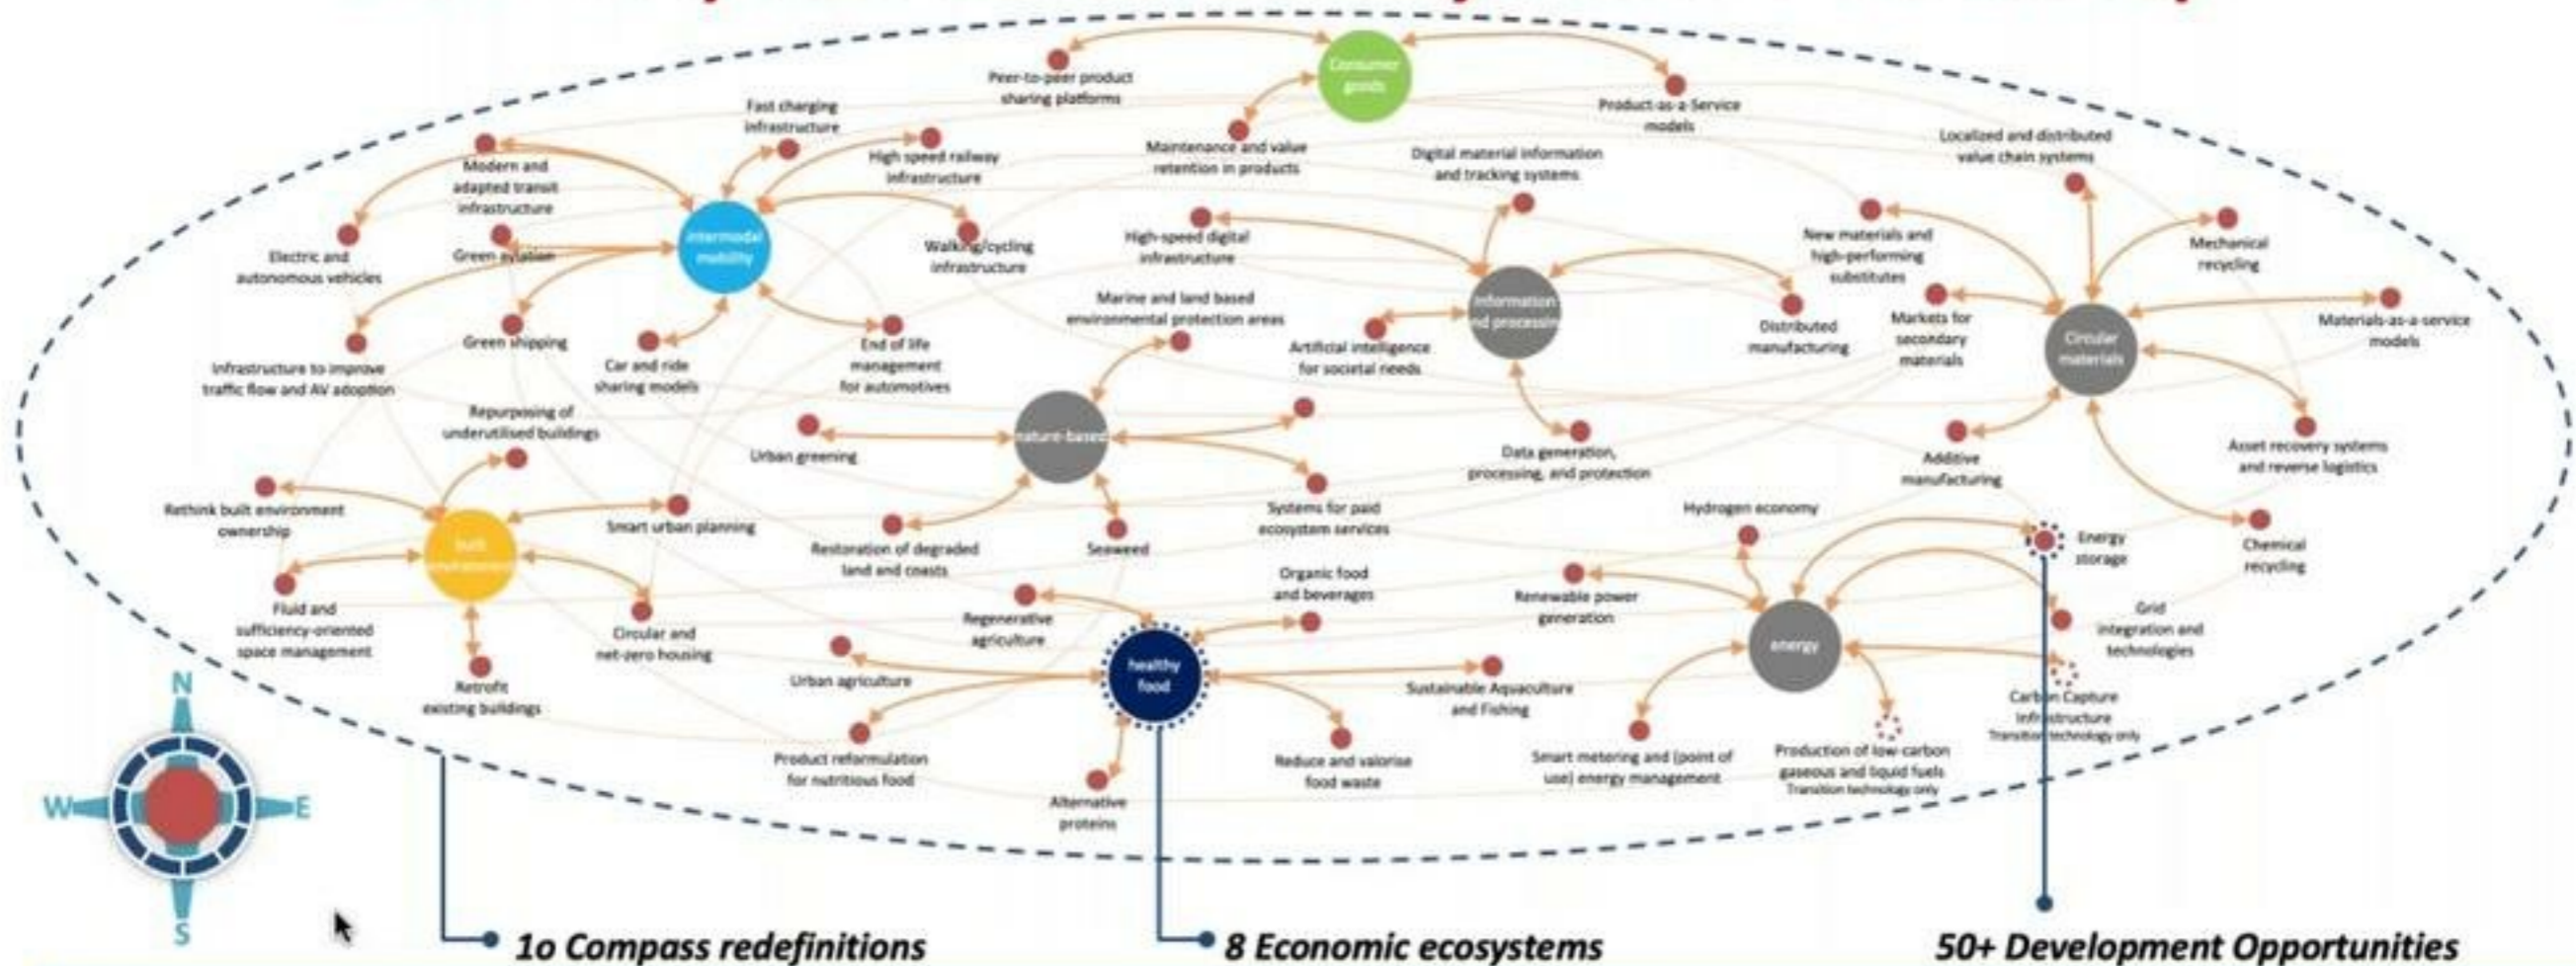 Consumer
goods
Peer-to-peer product
sharing platforms
Product-as-a-Service
models
Maintenance and value
retention in products
Fast charging
infrastructure
High speed railway
infrastructure
Modern and
adapted transit
infrastructure
intermodal
mobility
Electric and
autonomous vehicles
Green aviation
Walking/cycling
infrastructure
Infrastructure to improve
traffic flow and AV adoption
Green shipping
Car and ride
sharing models
End of life
management
for automotives
Digital material information
and tracking systems
High-speed digital
infrastructure
Information
nd processin
Artificial intelligence
for societal needs
Distributed
manufacturing
Data generation,
processing, and protection
Localized and distributed
value chain systems
New materials and
high-performing
substitutes
Mechanical
recycling
Markets for
secondary
materials
Circular
materials
Materials-as-a-service
models
Additive
manufacturing
Asset recovery systems
and reverse logistics
Chemical
recycling
Marine and land based
environmental protection areas
nature-based
Urban greening
Systems for paid
ecosystem services
Restoration of degraded
land and coasts
Seaweed
Repurposing of
underutilised buildings
Rethink built environment
ownership
Smart urban planning
built
environment
Fluid and
sufficiency-oriented
space management
Circular and
net-zero housing
Retrofit
existing buildings
Regenerative
agriculture
Organic food
and beverages
healthy
food
Urban agriculture
Sustainable Aquaculture
and Fishing
Product reformulation
for nutritious food
Reduce and valorise
food waste
Alternative
proteins
Hydrogen economy
Energy
storage
Renewable power
generation
energy
Grid
integration and
technologies
Carbon Capture
Infrastructure
Transition technology only
Smart metering and (point of
use) energy management
Production of low-carbon
gaseous and liquid fuels
Transition technology only
N
W
E
S
1o Compass redefinitions
8 Economic ecosystems
50+ Development Opportunities